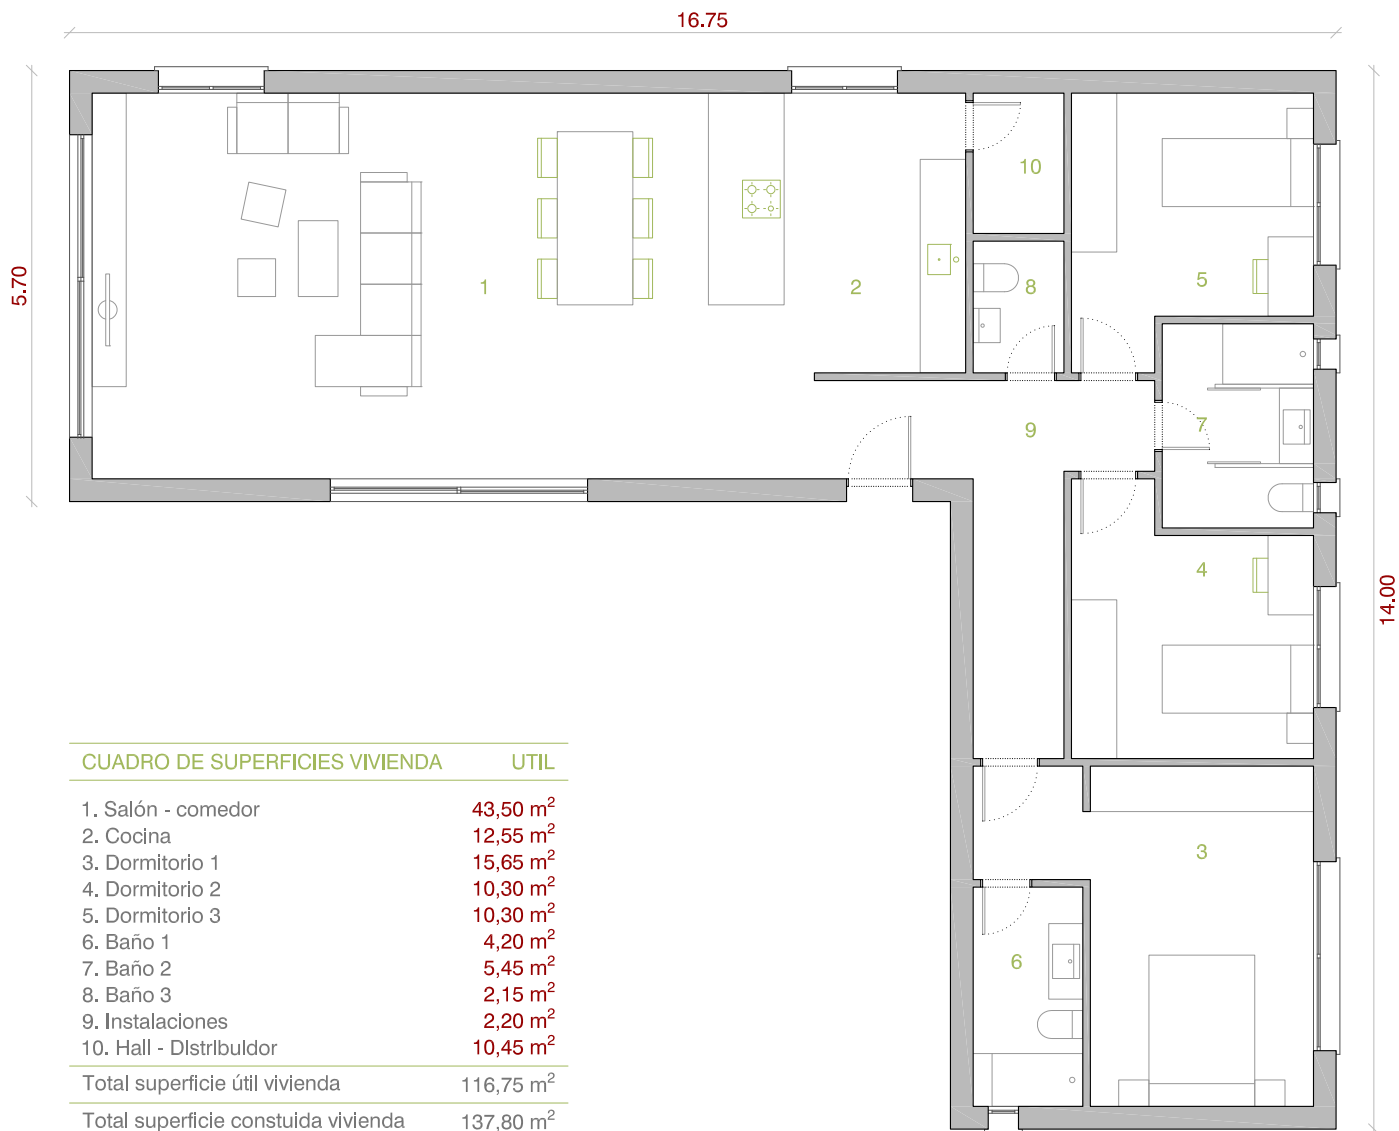 16.75
5.70
14.00
10
5
1
2
8
9
7
4
3
6
CUADRO DE SUPERFICIES VIVIENDA UTIL
1. Salón - comedor 43,50 m²
2. Cocina 12,55 m²
3. Dormitorio 1 15,65 m²
4. Dormitorio 2 10,30 m²
5. Dormitorio 3 10,30 m²
6. Baño 1 4,20 m²
7. Baño 2 5,45 m²
8. Baño 3 2,15 m²
9. Instalaciones 2,20 m²
10. Hall - Distribuidor 10,45 m²
Total superficie útil vivienda 116,75 m²
Total superficie constuida vivienda 137,80 m²